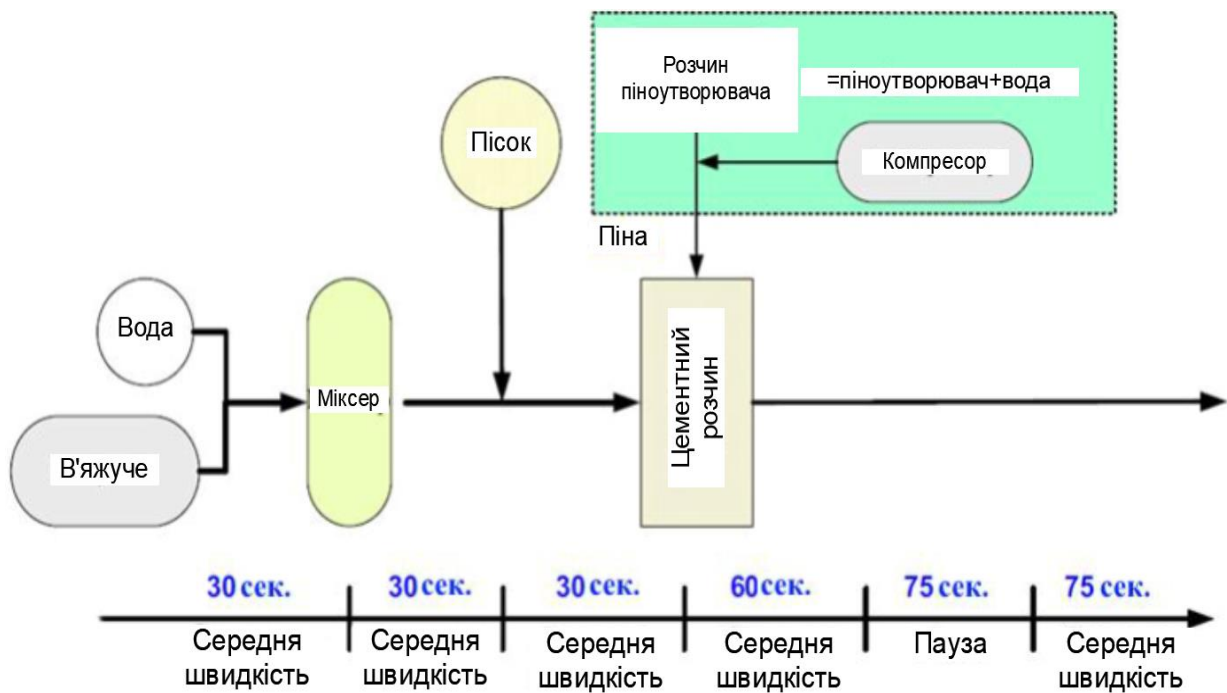 Розчин
піноутворювача
=піноутворювач+вода
Пісок
Компресор
Піна
Вода
Міксер
Цементний
розчин
В'яжуче
30 сек.
30 сек.
30 сек.
60 сек.
75 сек.
75 сек.
Середня
швидкість
Середня
швидкість
Середня
швидкість
Середня
швидкість
Пауза
Середня
швидкість